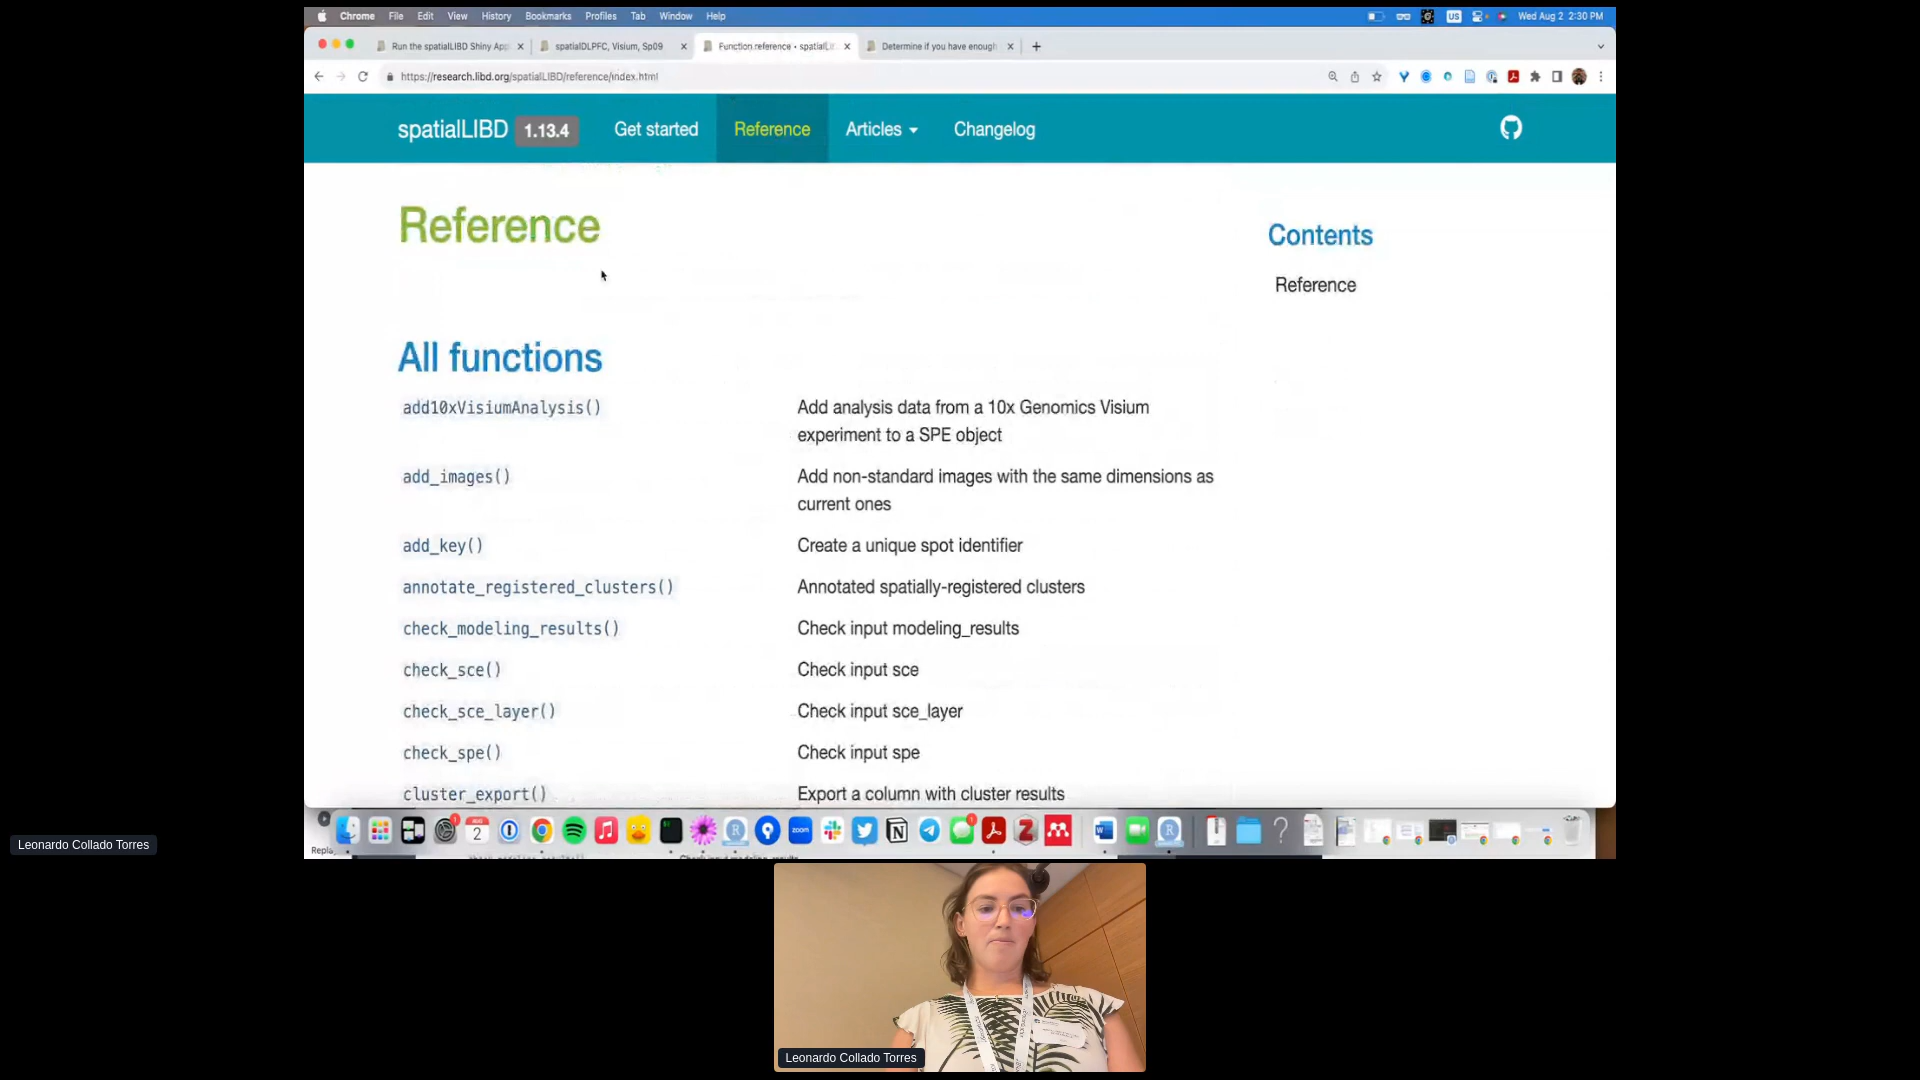 Chrome File Edit View History Bookmarks Profiles Tab Window Help US Wed Aug 2 2:30 PM
Run the spatialLIBD Shiny App spatialDLPFC, Visium, Sp09 Function reference • spatialLI Determine if you have enough
https://research.libd.org/spatialLIBD/reference/index.html
spatialLIBD 1.13.4 Get started Reference Articles Changelog
Reference
Contents
Reference
All functions
add10xVisiumAnalysis() Add analysis data from a 10x Genomics Visium
experiment to a SPE object
add_images() Add non-standard images with the same dimensions as
current ones
add_key() Create a unique spot identifier
annotate_registered_clusters() Annotated spatially-registered clusters
check_modeling_results() Check input modeling_results
check_sce() Check input sce
check_sce_layer() Check input sce_layer
check_spe() Check input spe
cluster_export() Export a column with cluster results
AUG
2
zoom
Repla
Leonardo Collado Torres
Leonardo Collado Torres